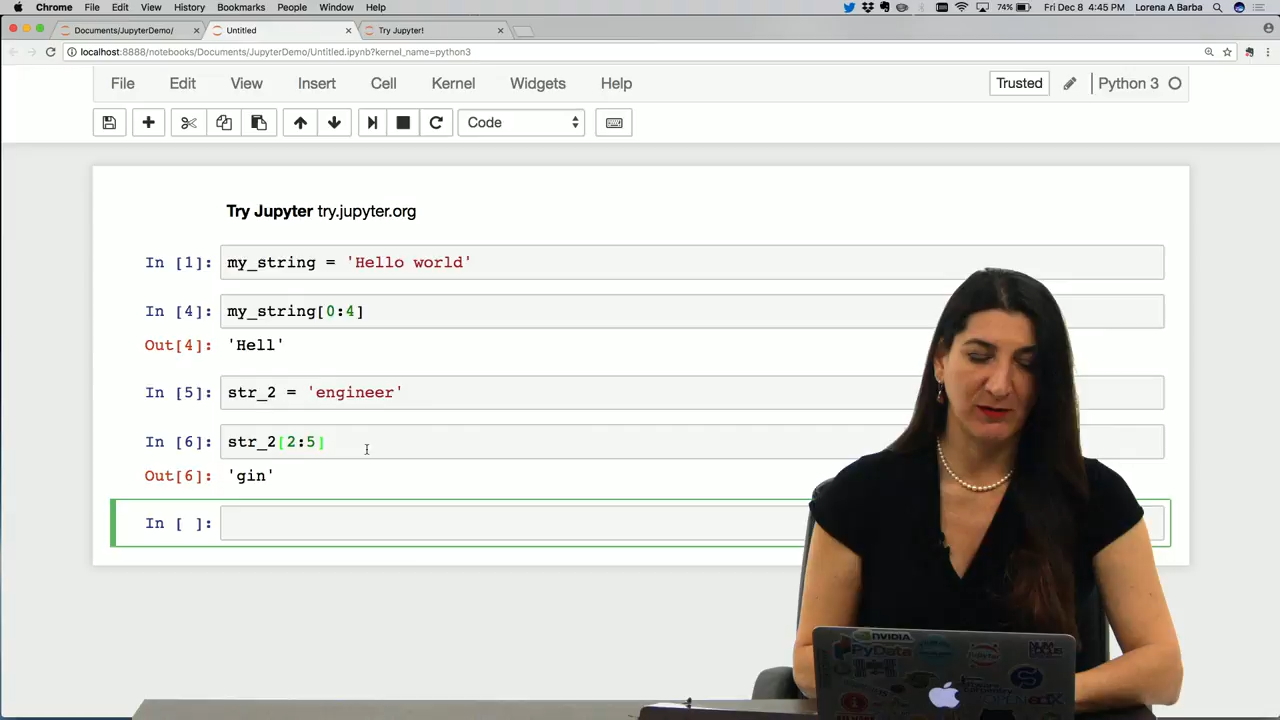 Chrome File Edit View History Bookmarks People Window Help 74% Fri Dec 8 4:45 PM Lorena A Barba
Documents/JupyterDemo/ Untitled Try Jupyter!
localhost:8888/notebooks/Documents/JupyterDemo/Untitled.ipynb?kernel_name=python3
File Edit View Insert Cell Kernel Widgets Help Trusted Python 3
Code
Try Jupyter try.jupyter.org
In [1]: my_string = 'Hello world'
In [4]: my_string[0:4]
Out[4]: 'Hell'
In [5]: str_2 = 'engineer'
In [6]: str_2[2:5]
Out[6]: 'gin'
In [ ]:
NVIDIA
PyData